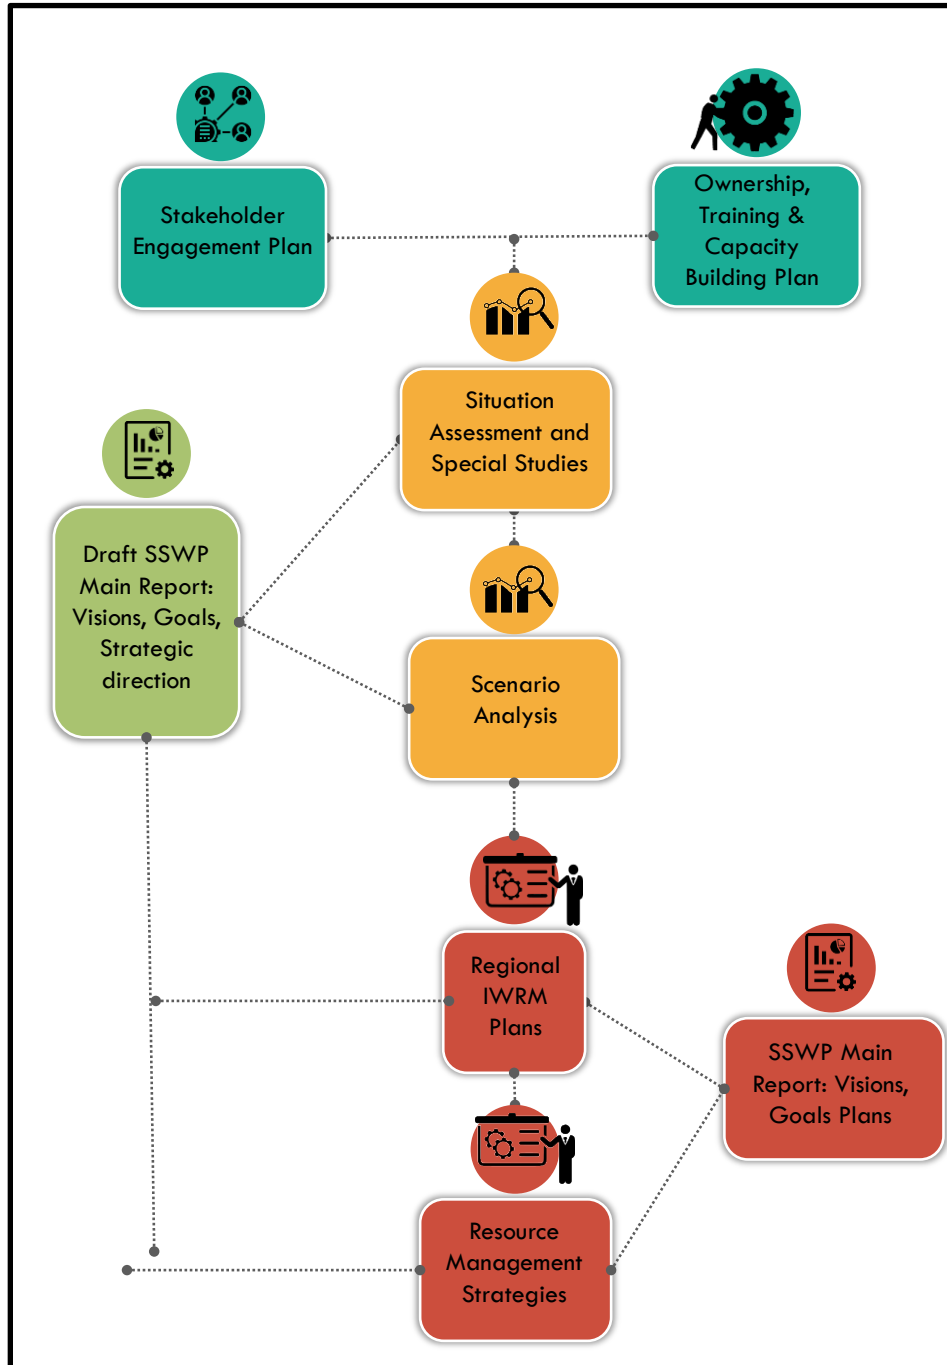 Stakeholder
Engagement Plan
Ownership,
Training &
Capacity
Building Plan
Situation
Assessment and
Special Studies
Draft SSWP
Main Report:
Visions, Goals,
Strategic
direction
Scenario
Analysis
Regional
IWRM
Plans
SSWP Main
Report: Visions,
Goals Plans
Resource
Management
Strategies